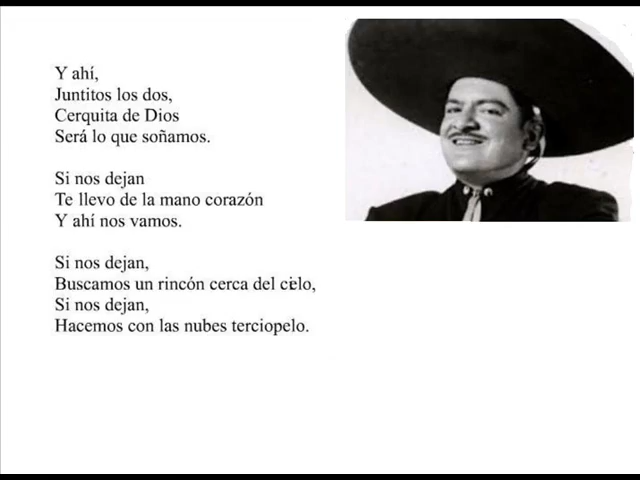 Y ahí,
Juntitos los dos,
Cerquita de Dios
Será lo que soñamos.
Si nos dejan
Te llevo de la mano corazón
Y ahí nos vamos.
Si nos dejan,
Buscamos un rincón cerca del cielo,
Si nos dejan,
Hacemos con las nubes terciopelo.